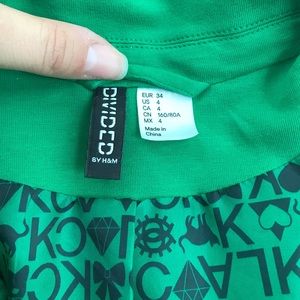 DIVIDED
BY H&M
EUR 34
US 4
CA 4
CN 160/80A
MX 4
Made in
China